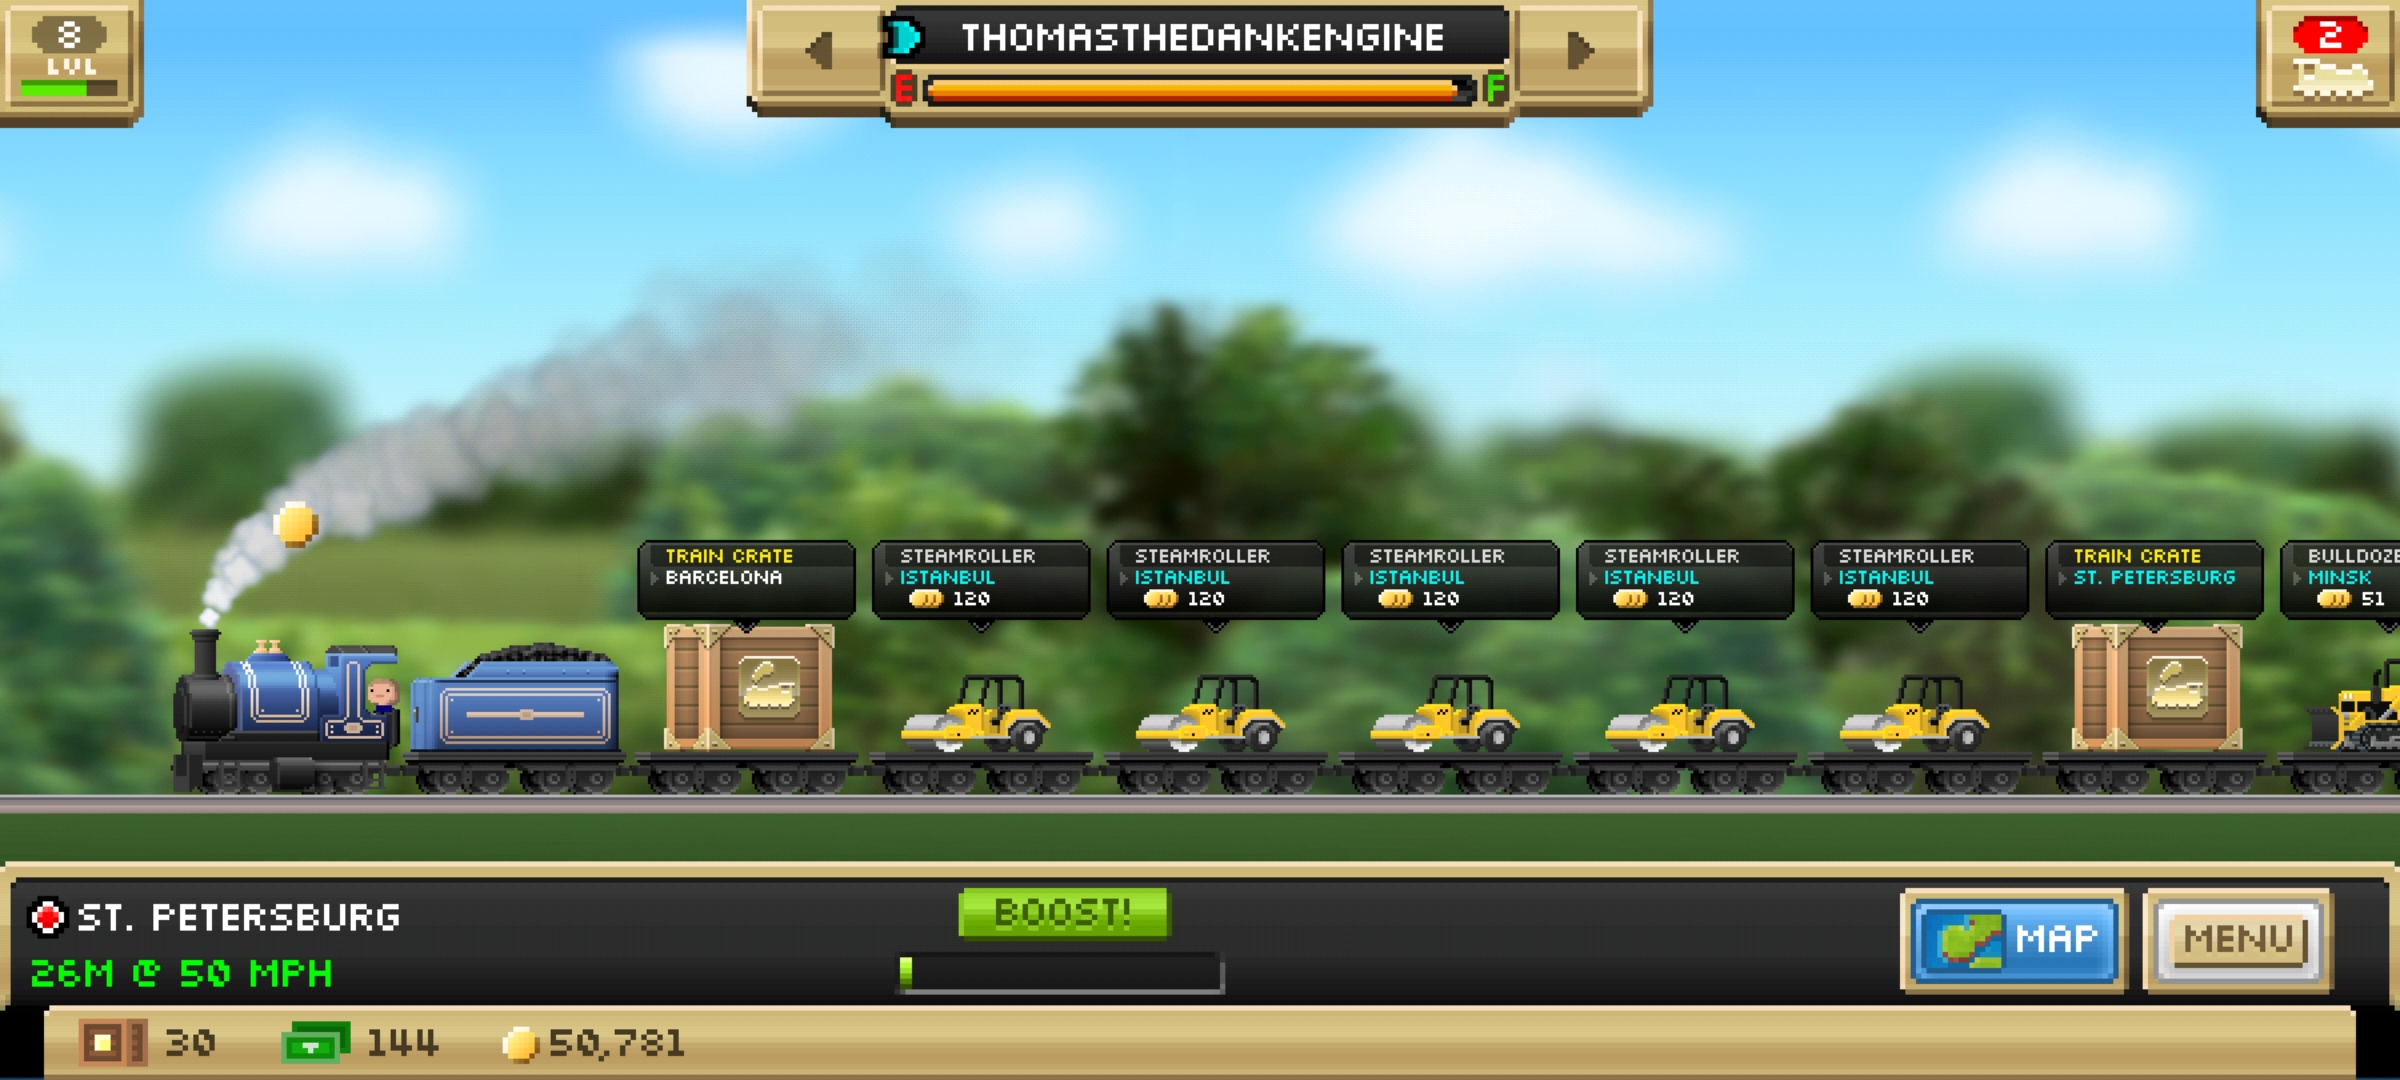 8
LVL
THOMASTHEDANKENGINE
E F
2
TRAIN CRATE
BARCELONA
STEAMROLLER
ISTANBUL
120
STEAMROLLER
ISTANBUL
120
STEAMROLLER
ISTANBUL
120
STEAMROLLER
ISTANBUL
120
STEAMROLLER
ISTANBUL
120
TRAIN CRATE
ST. PETERSBURG
BULLDOZE
MINSK
51
ST. PETERSBURG
26M @ 50 MPH
BOOST!
MAP
MENU
30
144
50,781